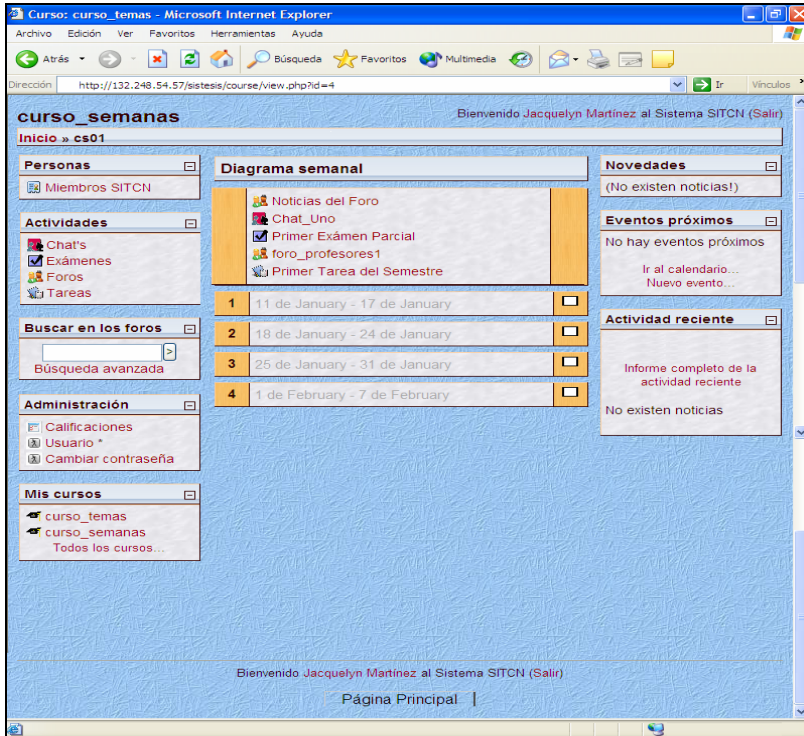 Curso: curso_temas - Microsoft Internet Explorer
Archivo Edición Ver Favoritos Herramientas Ayuda
Atrás Búsqueda Favoritos Multimedia
Dirección http://132.248.54.57/sistesis/course/view.php?id=4 Ir Vínculos
curso_semanas
Bienvenido Jacquelyn Martínez al Sistema SITCN (Salir)
Inicio » cs01
Personas
Miembros SITCN
Actividades
Chat's
Exámenes
Foros
Tareas
Buscar en los foros
>
Búsqueda avanzada
Administración
Calificaciones
Usuario *
Cambiar contraseña
Mis cursos
curso_temas
curso_semanas
Todos los cursos...
Diagrama semanal
Noticias del Foro
Chat_Uno
Primer Exámen Parcial
foro_profesores1
Primer Tarea del Semestre
1 11 de January - 17 de January
2 18 de January - 24 de January
3 25 de January - 31 de January
4 1 de February - 7 de February
Novedades
(No existen noticias!)
Eventos próximos
No hay eventos próximos
Ir al calendario...
Nuevo evento...
Actividad reciente
Informe completo de la
actividad reciente
No existen noticias
Bienvenido Jacquelyn Martínez al Sistema SITCN (Salir)
Página Principal |